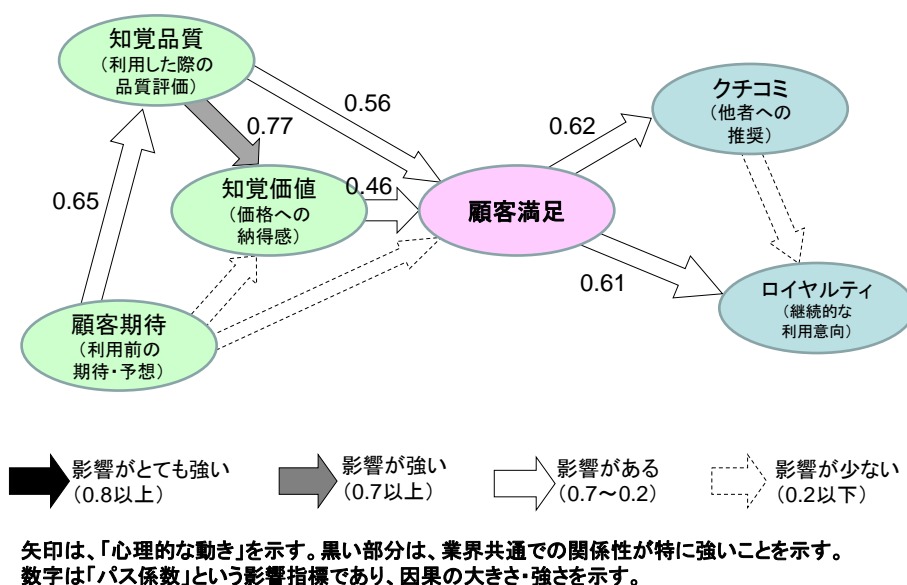 知覚品質
(利用した際の
品質評価)
クチコミ
(他者への
推奨)
0.56
0.62
0.77
0.65
知覚価値
(価格への
納得感)
0.46
顧客満足
0.61
ロイヤルティ
(継続的な
利用意向)
顧客期待
(利用前の
期待・予想)
影響がとても強い
(0.8以上)
影響が強い
(0.7以上)
影響がある
(0.7~0.2)
影響が少ない
(0.2以下)
矢印は、「心理的な動き」を示す。黒い部分は、業界共通での関係性が特に強いことを示す。
数字は「パス係数」という影響指標であり、因果の大きさ・強さを示す。